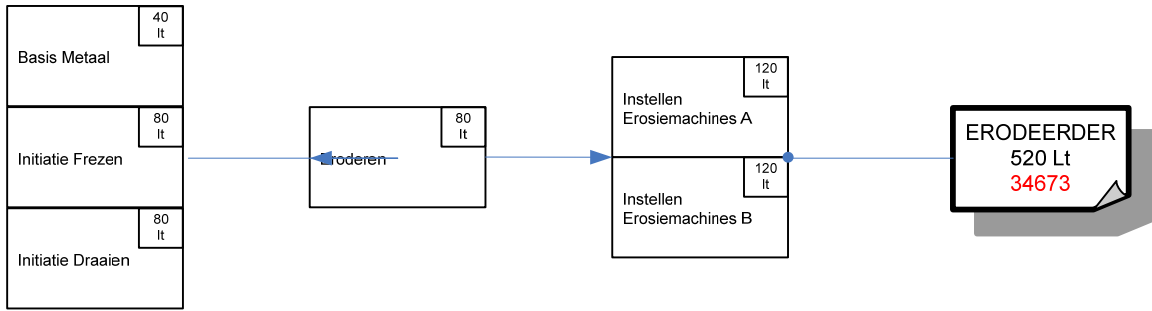 40
lt
Basis Metaal
80
lt
Initiatie Frezen
80
lt
Initiatie Draaien
80
lt
Eroderen
120
lt
Instellen
Erosiemachines A
120
lt
Instellen
Erosiemachines B
ERODEERDER
520 Lt
34673